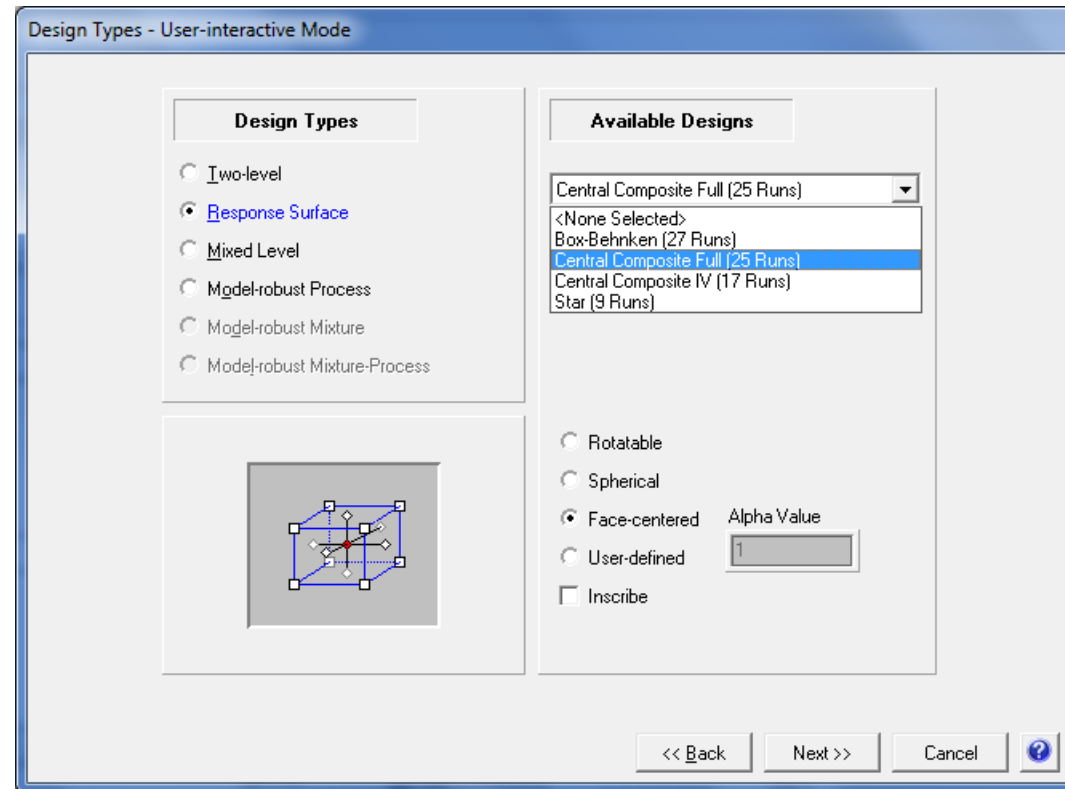 Design Types - User-interactive Mode
Design Types
Two-level
Response Surface
Mixed Level
Model-robust Process
Model-robust Mixture
Model-robust Mixture-Process
Available Designs
Central Composite Full (25 Runs)
<None Selected>
Box-Behnken (27 Runs)
Central Composite Full (25 Runs)
Central Composite IV (17 Runs)
Star (9 Runs)
Rotatable
Spherical
Face-centered
Alpha Value
User-defined
1
Inscribe
<< Back
Next >>
Cancel
?